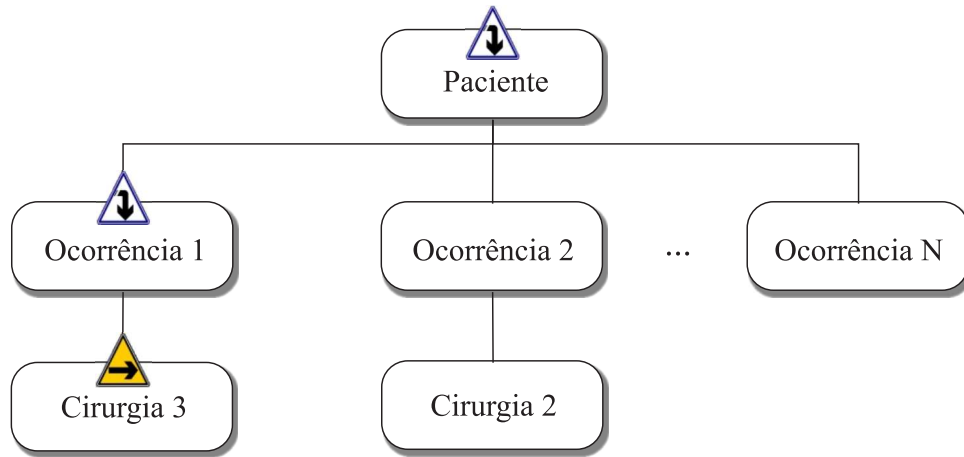 Paciente
Ocorrência 1
Ocorrência 2
...
Ocorrência N
Cirurgia 3
Cirurgia 2